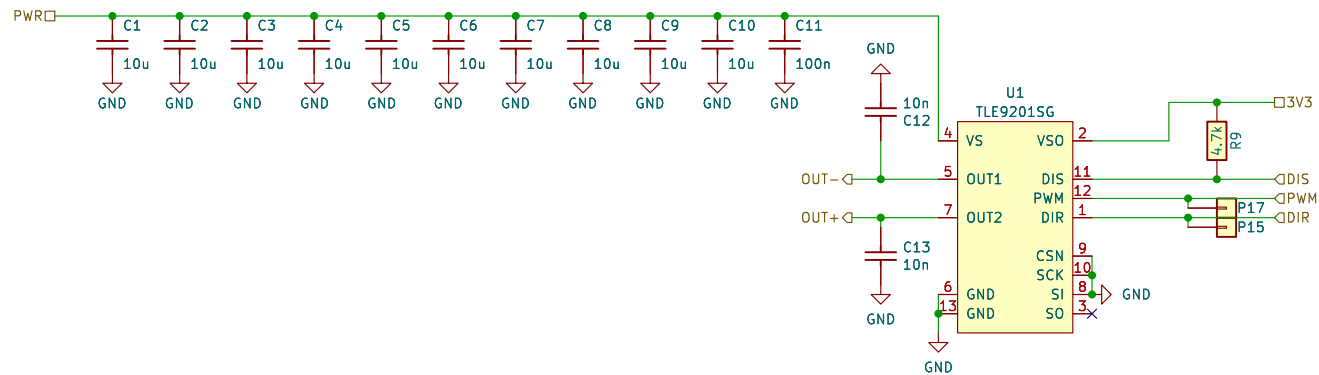 PWR
C1 C2 C3 C4 C5 C6 C7 C8 C9 C10 C11
10u 10u 10u 10u 10u 10u 10u 10u 10u 10u 100n
GND GND GND GND GND GND GND GND GND GND GND
GND
10n
C12
U1
TLE9201SG
4 VS VSO 2
3V3
4.7k
R9
OUT- 5 OUT1 DIS 11 DIS
PWM 12 PWM
P17
OUT+ 7 OUT2 DIR 1 DIR
P15
C13
10n
GND
CSN 9
SCK 10
6 GND SI 8 GND
13 GND SO 3
GND